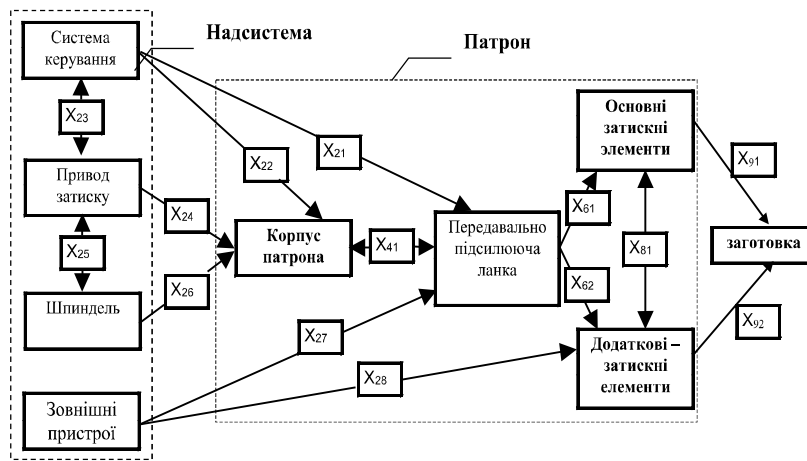 Система
керування
Надсистема
Патрон
X23
Привод
затиску
X25
Шпиндель
Зовнішні
пристрої
X24
X26
X22
X21
Корпус
патрона
X41
X27
X28
Передавально
підсилююча
ланка
X61
X62
Основні
затискні
элементи
X81
Додаткові –
затискні
елементи
X91
X92
заготовка